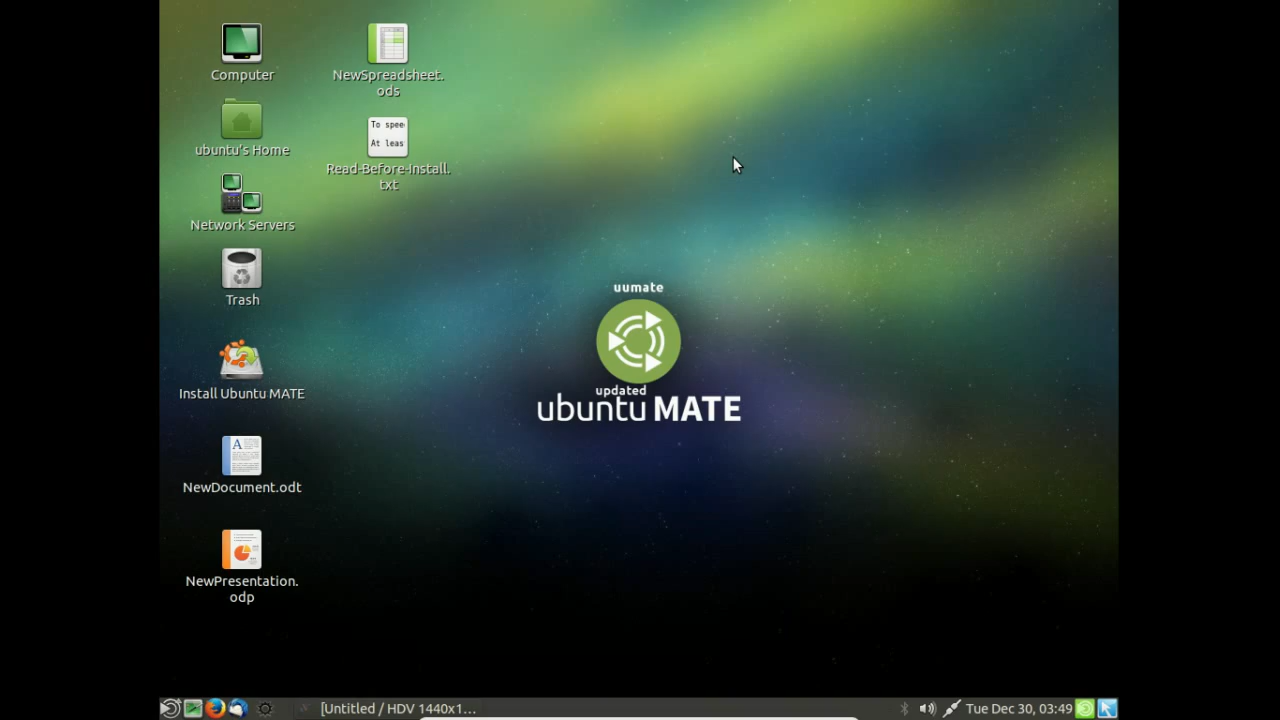 Computer
NewSpreadsheet.
ods
ubuntu's Home
To spee
At leas
Read-Before-Install.
txt
Network Servers
Trash
uumate
updated
ubuntu MATE
Install Ubuntu MATE
A
NewDocument.odt
NewPresentation.
odp
[Untitled / HDV 1440x1...
Tue Dec 30, 03:49